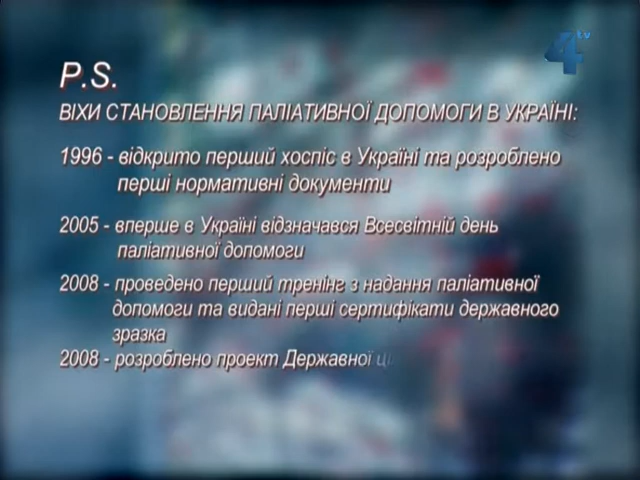 4 tv
P.S.
ВІХИ СТАНОВЛЕННЯ ПАЛІАТИВНОЇ ДОПОМОГИ В УКРАЇНІ:
1996 - відкрито перший хоспіс в Україні та розроблено
перші нормативні документи
2005 - вперше в Україні відзначався Всесвітній день
паліативної допомоги
2008 - проведено перший тренінг з надання паліативної
допомоги та видані перші сертифікати державного
зразка
2008 - розроблено проект Державної